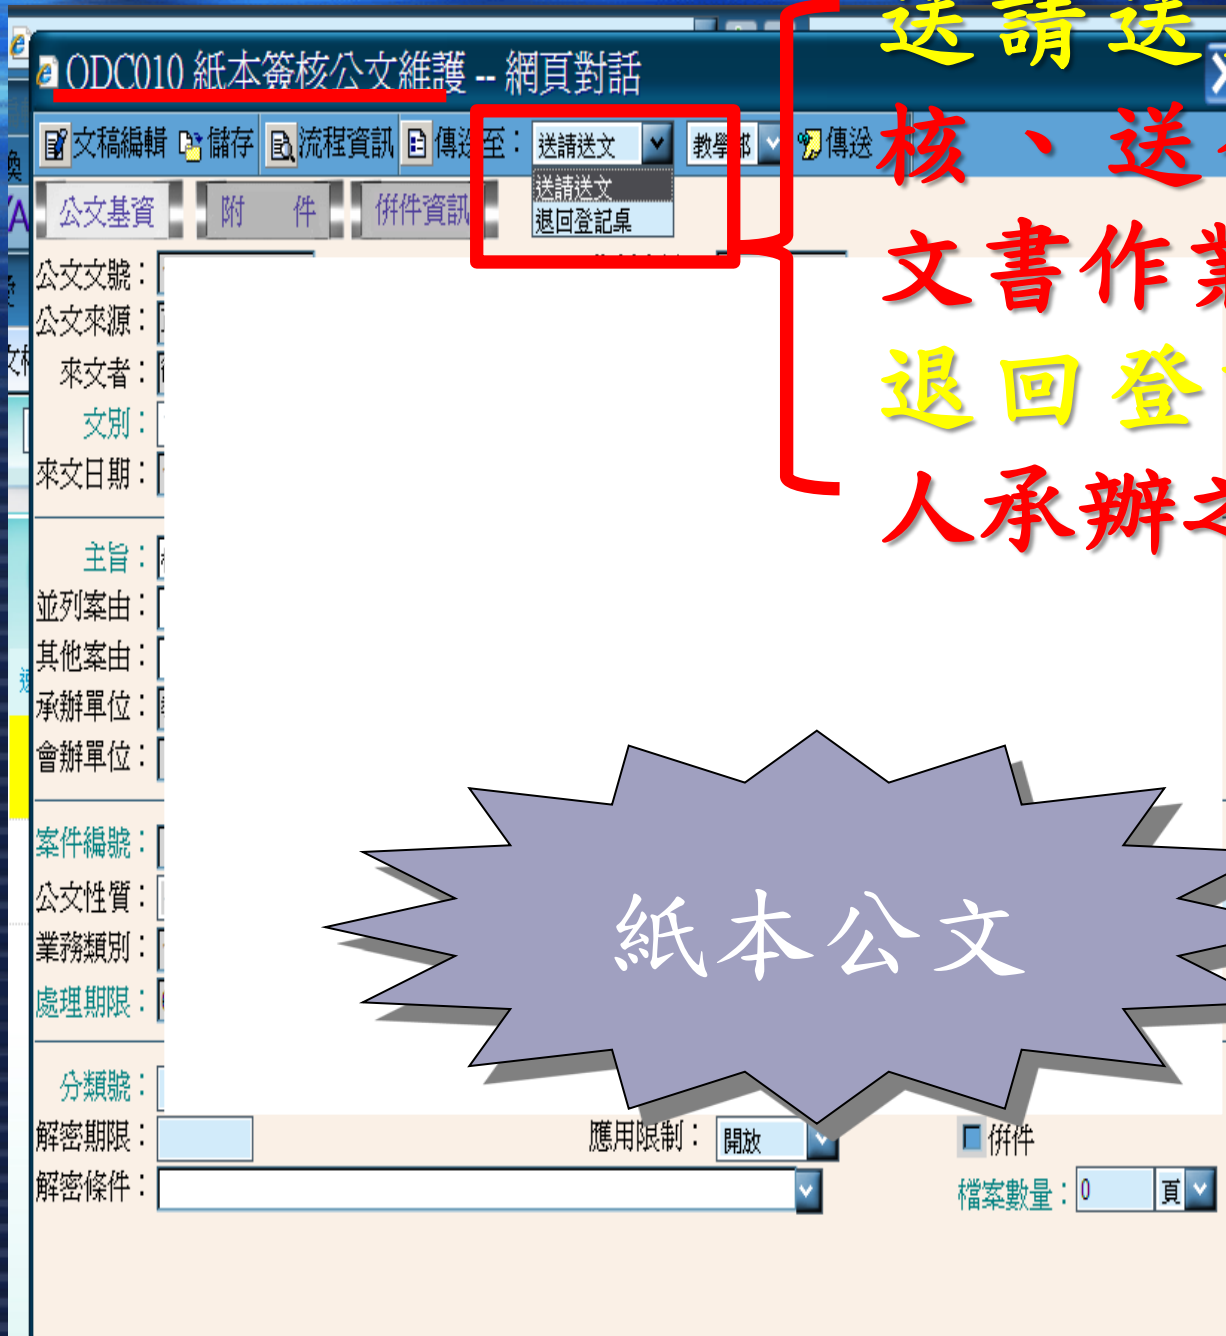 ODC010 紙本簽核公文維護 -- 網頁對話
文稿編輯 儲存 流程資訊 傳送至： 送請送文 教學部 傳送
送請送文
退回登記桌
公文基資 附 件 併件資訊
公文文號：
公文來源：
來文者：
文別：
來文日期：
主旨：
並列案由：
其他案由：
承辦單位：
會辦單位：
案件編號：
公文性質：
業務類別：
處理期限：
分類號：
解密期限： 應用限制： 開放 併件
解密條件： 檔案數量： 0 頁
送請送
核、送
文書作業
退回登
人承辦之
紙本公文